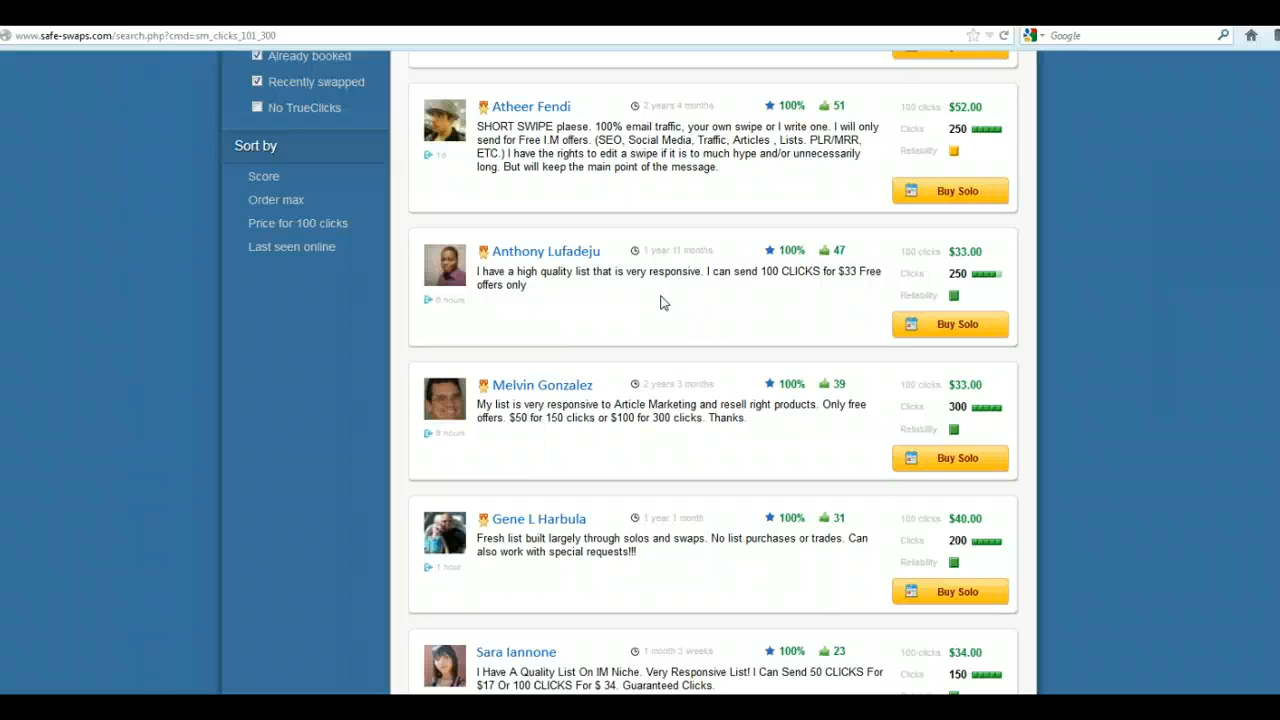 www.safe-swaps.com/search.php?cmd=sm_clicks_101_300
Google
Already booked
Recently swapped
No TrueClicks
Sort by
Score
Order max
Price for 100 clicks
Last seen online
Atheer Fendi
2 years 4 months
100%
51
SHORT SWIPE plaese. 100% email traffic, your own swipe or I write one. I will only
send for Free I.M offers. (SEO, Social Media, Traffic, Articles , Lists. PLR/MRR,
ETC.) I have the rights to edit a swipe if it is to much hype and/or unnecessarily
long. But will keep the main point of the message.
1d
100 clicks $52.00
Clicks 250
Reliability
Buy Solo
Anthony Lufadeju
1 year 11 months
100%
47
I have a high quality list that is very responsive. I can send 100 CLICKS for $33 Free
offers only
6 hours
100 clicks $33.00
Clicks 250
Reliability
Buy Solo
Melvin Gonzalez
2 years 3 months
100%
39
My list is very responsive to Article Marketing and resell right products. Only free
offers. $50 for 150 clicks or $100 for 300 clicks. Thanks.
8 hours
100 clicks $33.00
Clicks 300
Reliability
Buy Solo
Gene L Harbula
1 year 1 month
100%
31
Fresh list built largely through solos and swaps. No list purchases or trades. Can
also work with special requests!!!
1 hour
100 clicks $40.00
Clicks 200
Reliability
Buy Solo
Sara Iannone
1 month 3 weeks
100%
23
I Have A Quality List On IM Niche. Very Responsive List! I Can Send 50 CLICKS For
$17 Or 100 CLICKS For $ 34. Guaranteed Clicks.
100 clicks $34.00
Clicks 150